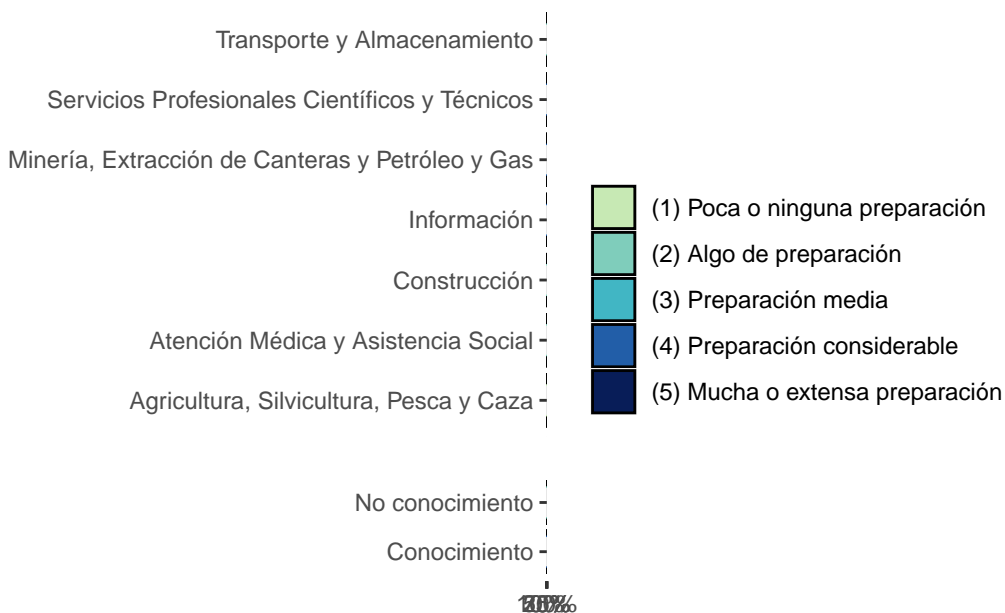 Transporte y Almacenamiento
Servicios Profesionales Científicos y Técnicos
Minería, Extracción de Canteras y Petróleo y Gas
Información
Construcción
Atención Médica y Asistencia Social
Agricultura, Silvicultura, Pesca y Caza
No conocimiento
Conocimiento
(1) Poca o ninguna preparación
(2) Algo de preparación
(3) Preparación media
(4) Preparación considerable
(5) Mucha o extensa preparación